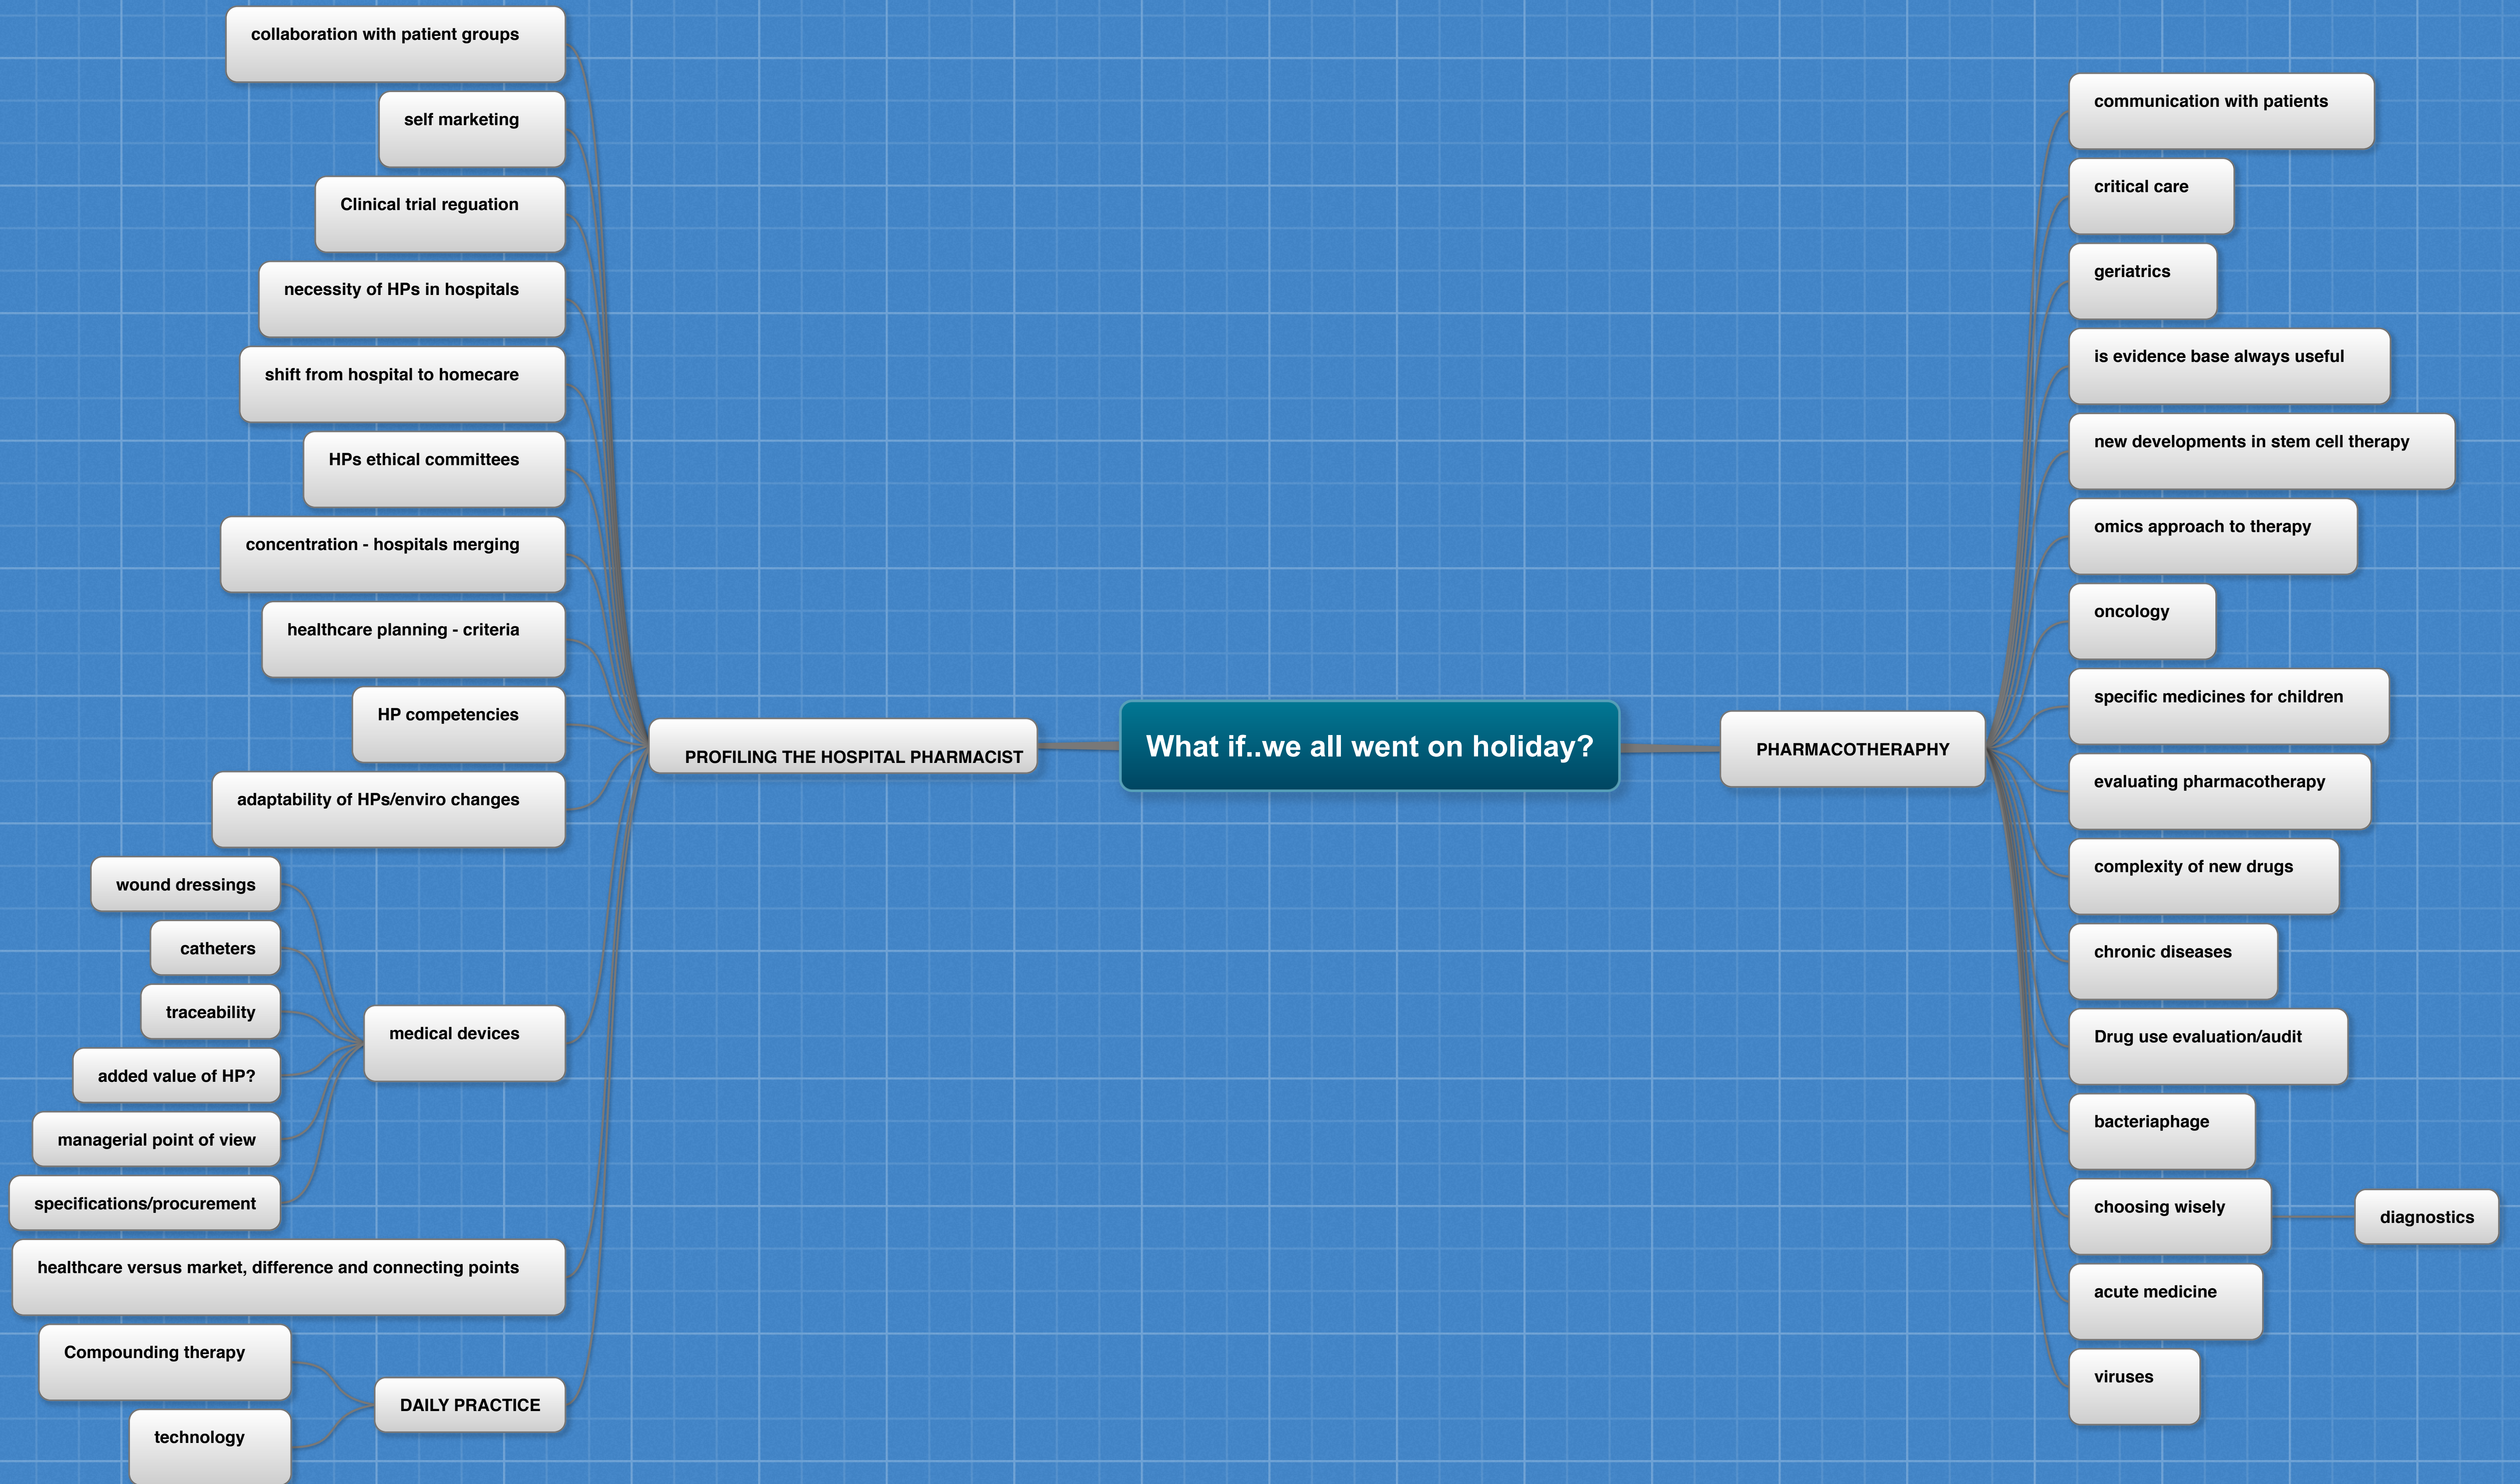 collaboration with patient groups
self marketing
Clinical trial reguation
necessity of HPs in hospitals
shift from hospital to homecare
HPs ethical committees
concentration - hospitals merging
healthcare planning - criteria
HP competencies
adaptability of HPs/enviro changes
wound dressings
catheters
traceability
added value of HP?
managerial point of view
specifications/procurement
medical devices
healthcare versus market, difference and connecting points
Compounding therapy
technology
DAILY PRACTICE
PROFILING THE HOSPITAL PHARMACIST
What if..we all went on holiday?
PHARMACOTHERAPHY
communication with patients
critical care
geriatrics
is evidence base always useful
new developments in stem cell therapy
omics approach to therapy
oncology
specific medicines for children
evaluating pharmacotherapy
complexity of new drugs
chronic diseases
Drug use evaluation/audit
bacteriaphage
choosing wisely
diagnostics
acute medicine
viruses